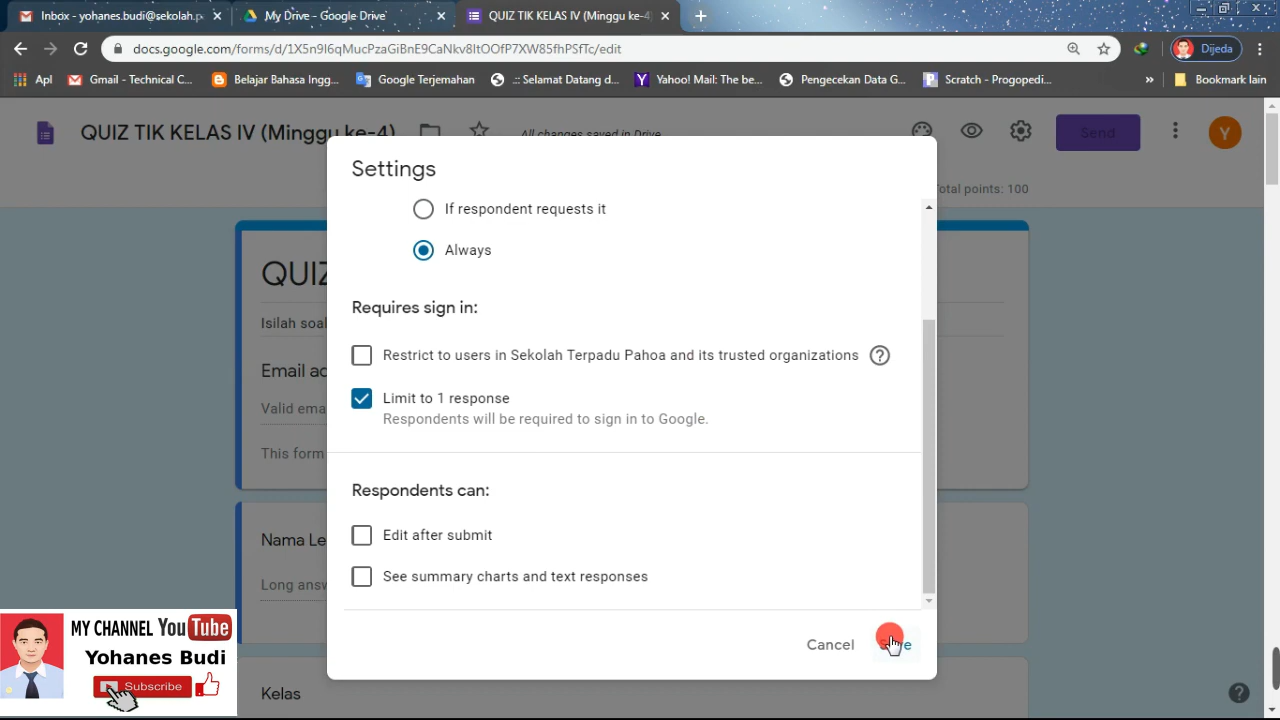 Inbox - yohanes.budi@sekolah.p
My Drive - Google Drive
QUIZ TIK KELAS IV (Minggu ke-4)
docs.google.com/forms/d/1X5n9I6qMucPzaGiBnE9CaNkv8ItOOfP7XW85fhPSfTc/edit
Dijeda
Apl
Gmail - Technical C...
Belajar Bahasa Ingg...
Google Terjemahan
.:: Selamat Datang d...
Yahoo! Mail: The be...
Pengecekan Data G...
Scratch - Progopedi...
»
Bookmark lain
QUIZ TIK KELAS IV (Minggu ke-4)
All changes saved in Drive
Send
Y
Total points: 100
Settings
If respondent requests it
Always
QUIZ
Requires sign in:
Isilah soal
Restrict to users in Sekolah Terpadu Pahoa and its trusted organizations
Email ad
Limit to 1 response
Valid ema
Respondents will be required to sign in to Google.
This form
Respondents can:
Edit after submit
Nama Le
See summary charts and text responses
Long answ
Cancel
Save
MY CHANNEL YouTube
Yohanes Budi
Subscribe
Kelas